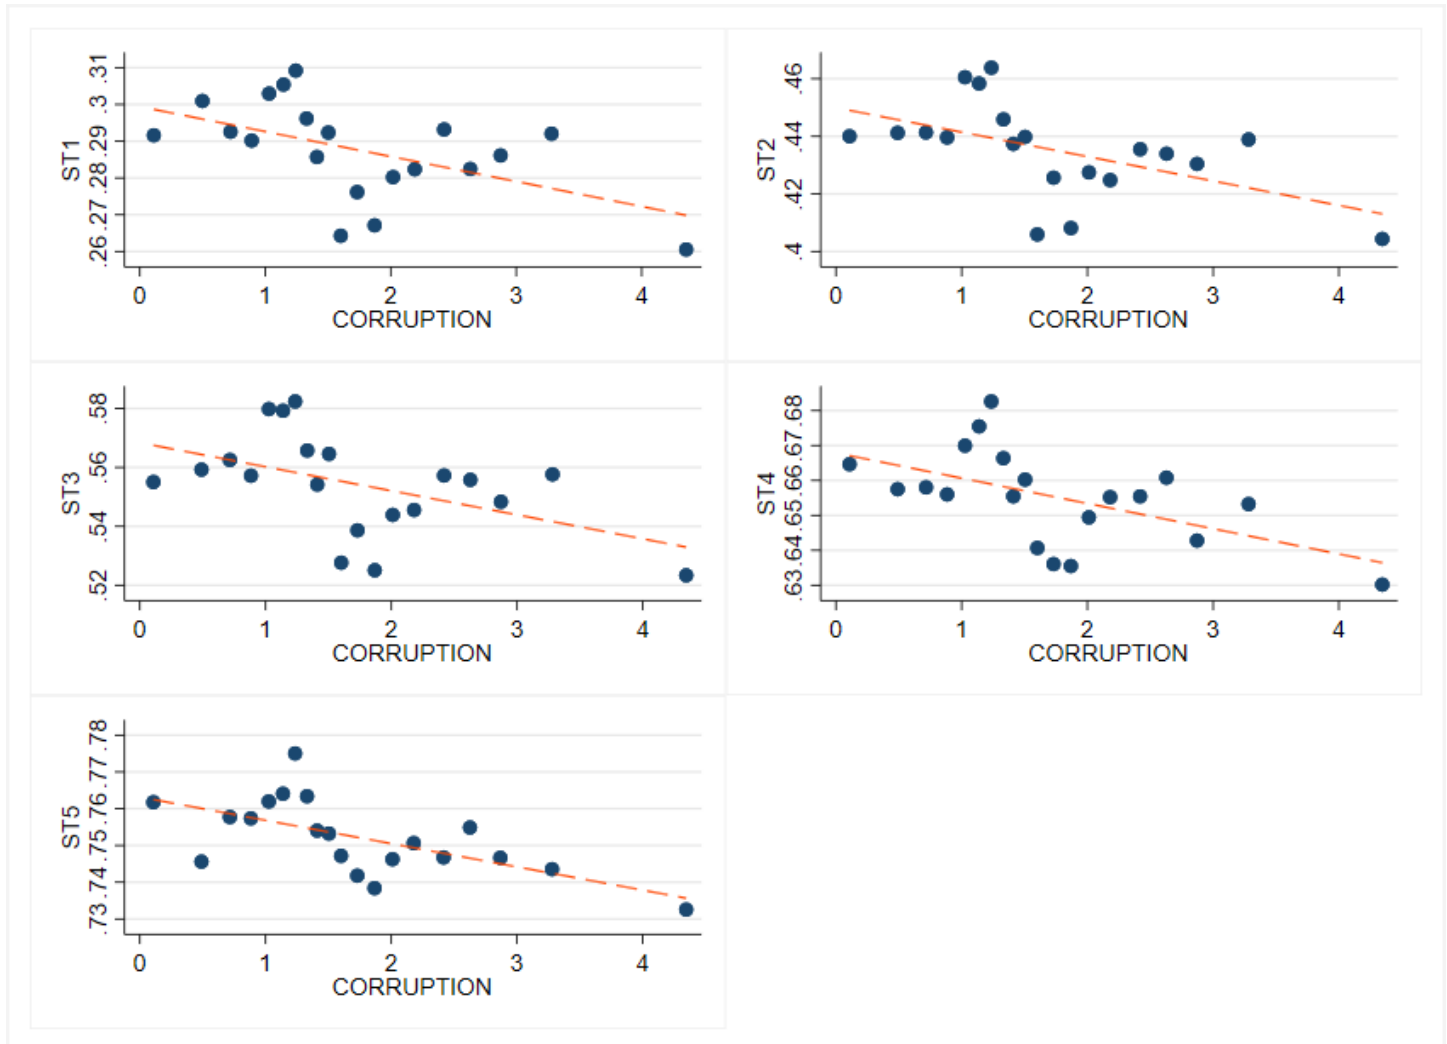 ST1
.26 .27 .28 .29 .3 .31
0 1 2 3 4
CORRUPTION
ST2
.4 .42 .44 .46
0 1 2 3 4
CORRUPTION
ST3
.52 .54 .56 .58
0 1 2 3 4
CORRUPTION
ST4
.63 .64 .65 .66 .67 .68
0 1 2 3 4
CORRUPTION
ST5
.73 .74 .75 .76 .77 .78
0 1 2 3 4
CORRUPTION